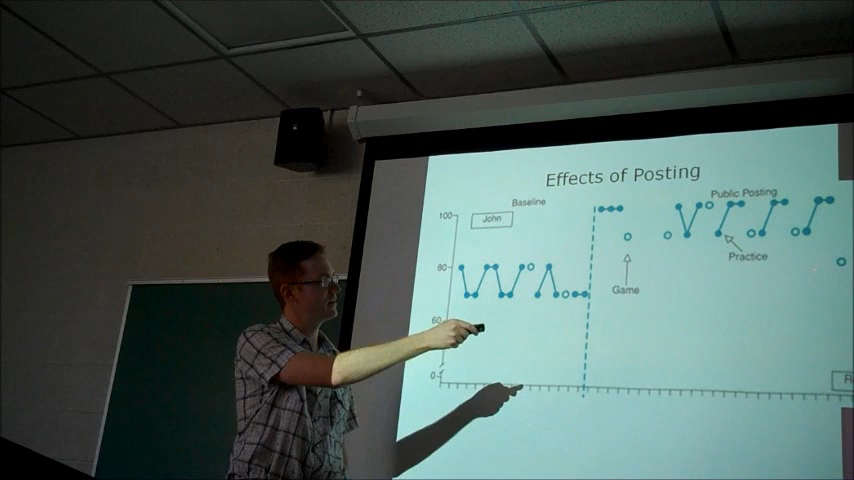 Effects of Posting
Baseline
Public Posting
100
John
80
Practice
Game
60
0
R